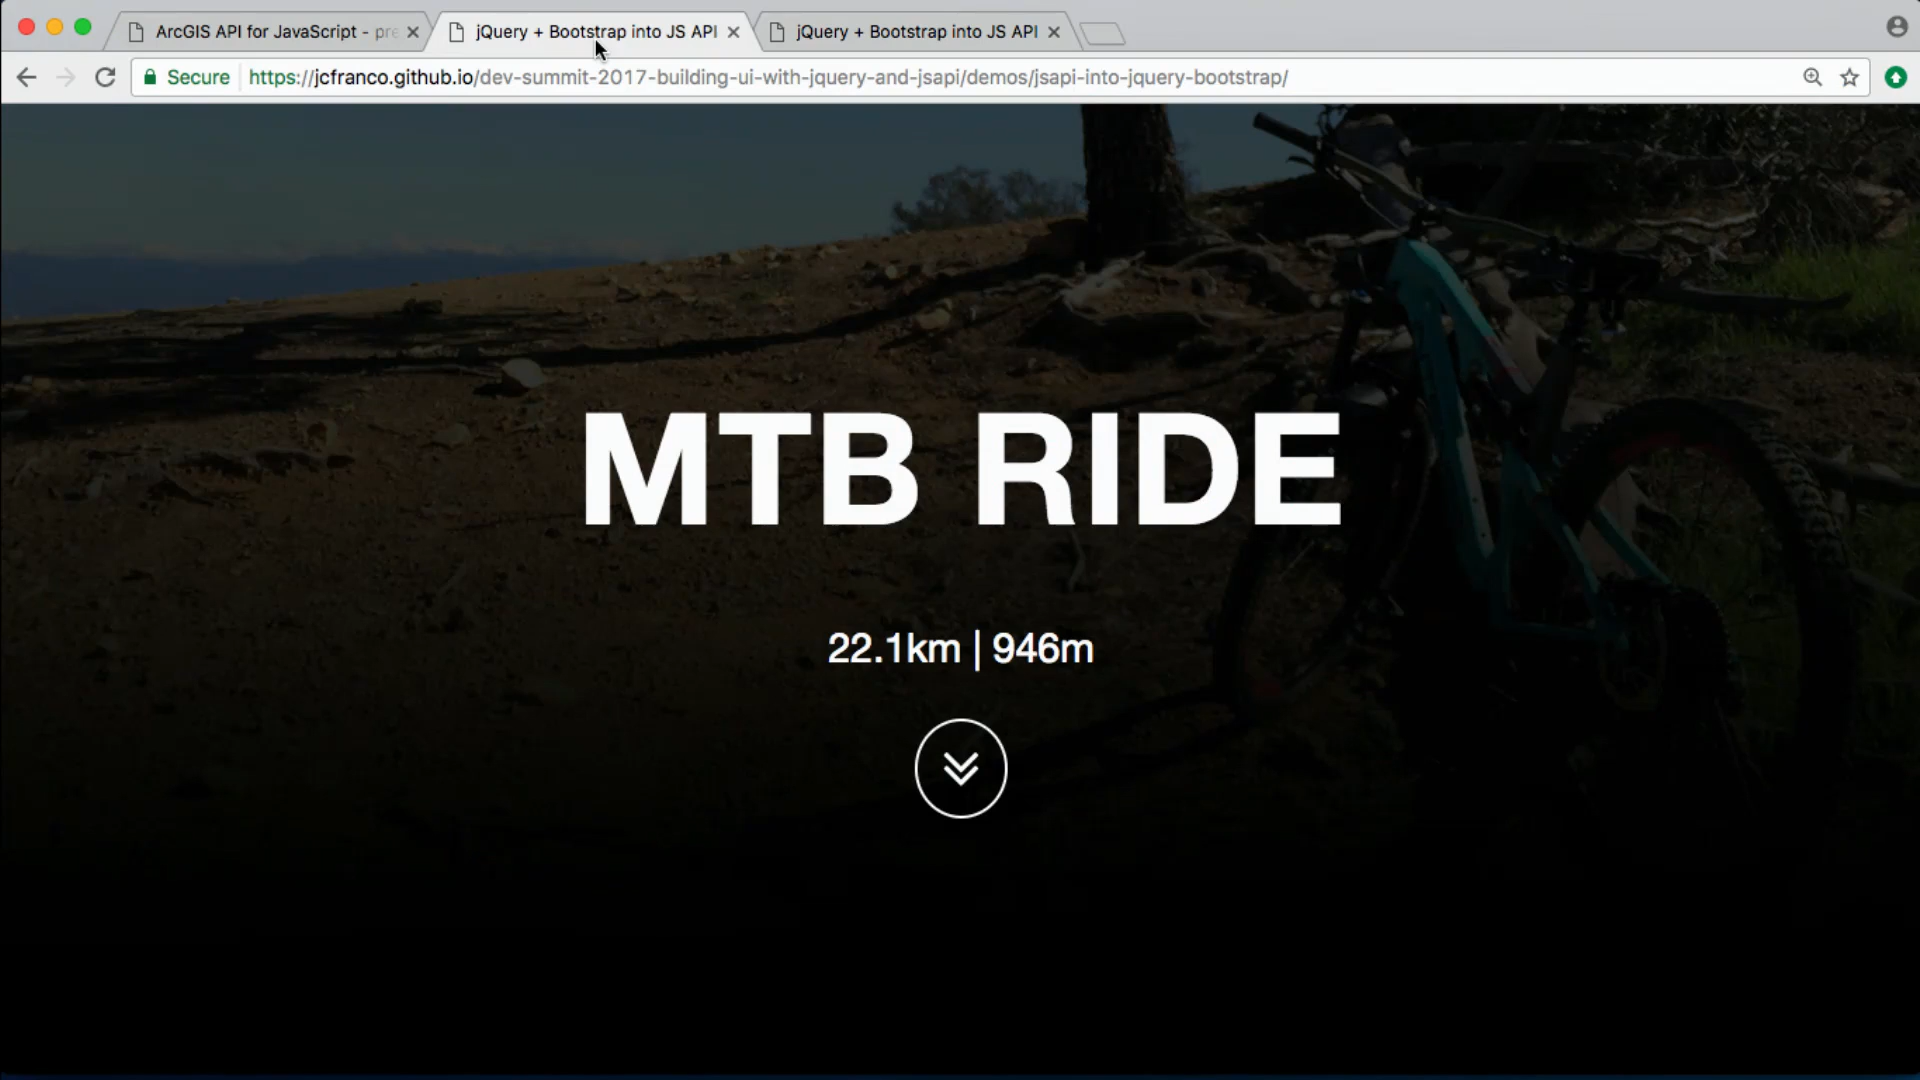 ArcGIS API for JavaScript - pre
jQuery + Bootstrap into JS API
jQuery + Bootstrap into JS API
Secure https://jcfranco.github.io/dev-summit-2017-building-ui-with-jquery-and-jsapi/demos/jsapi-into-jquery-bootstrap/
MTB RIDE
22.1km | 946m